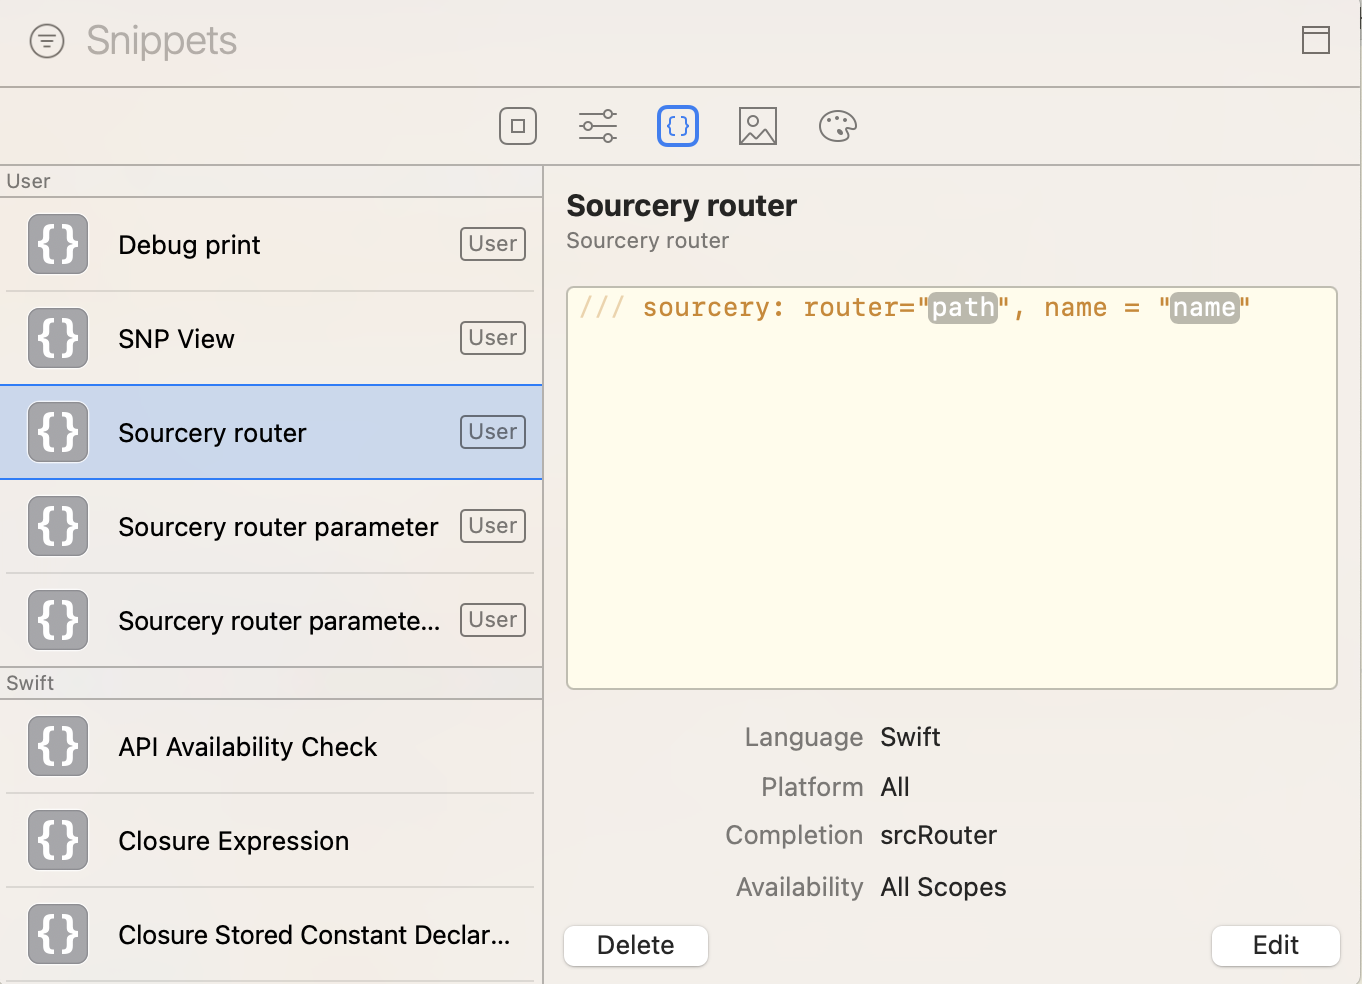 Snippets
User
Debug print User
SNP View User
Sourcery router User
Sourcery router parameter User
Sourcery router paramete... User
Swift
API Availability Check
Closure Expression
Closure Stored Constant Declar...
Sourcery router
Sourcery router
/// sourcery: router="path", name = "name"
Language Swift
Platform All
Completion srcRouter
Availability All Scopes
Delete Edit